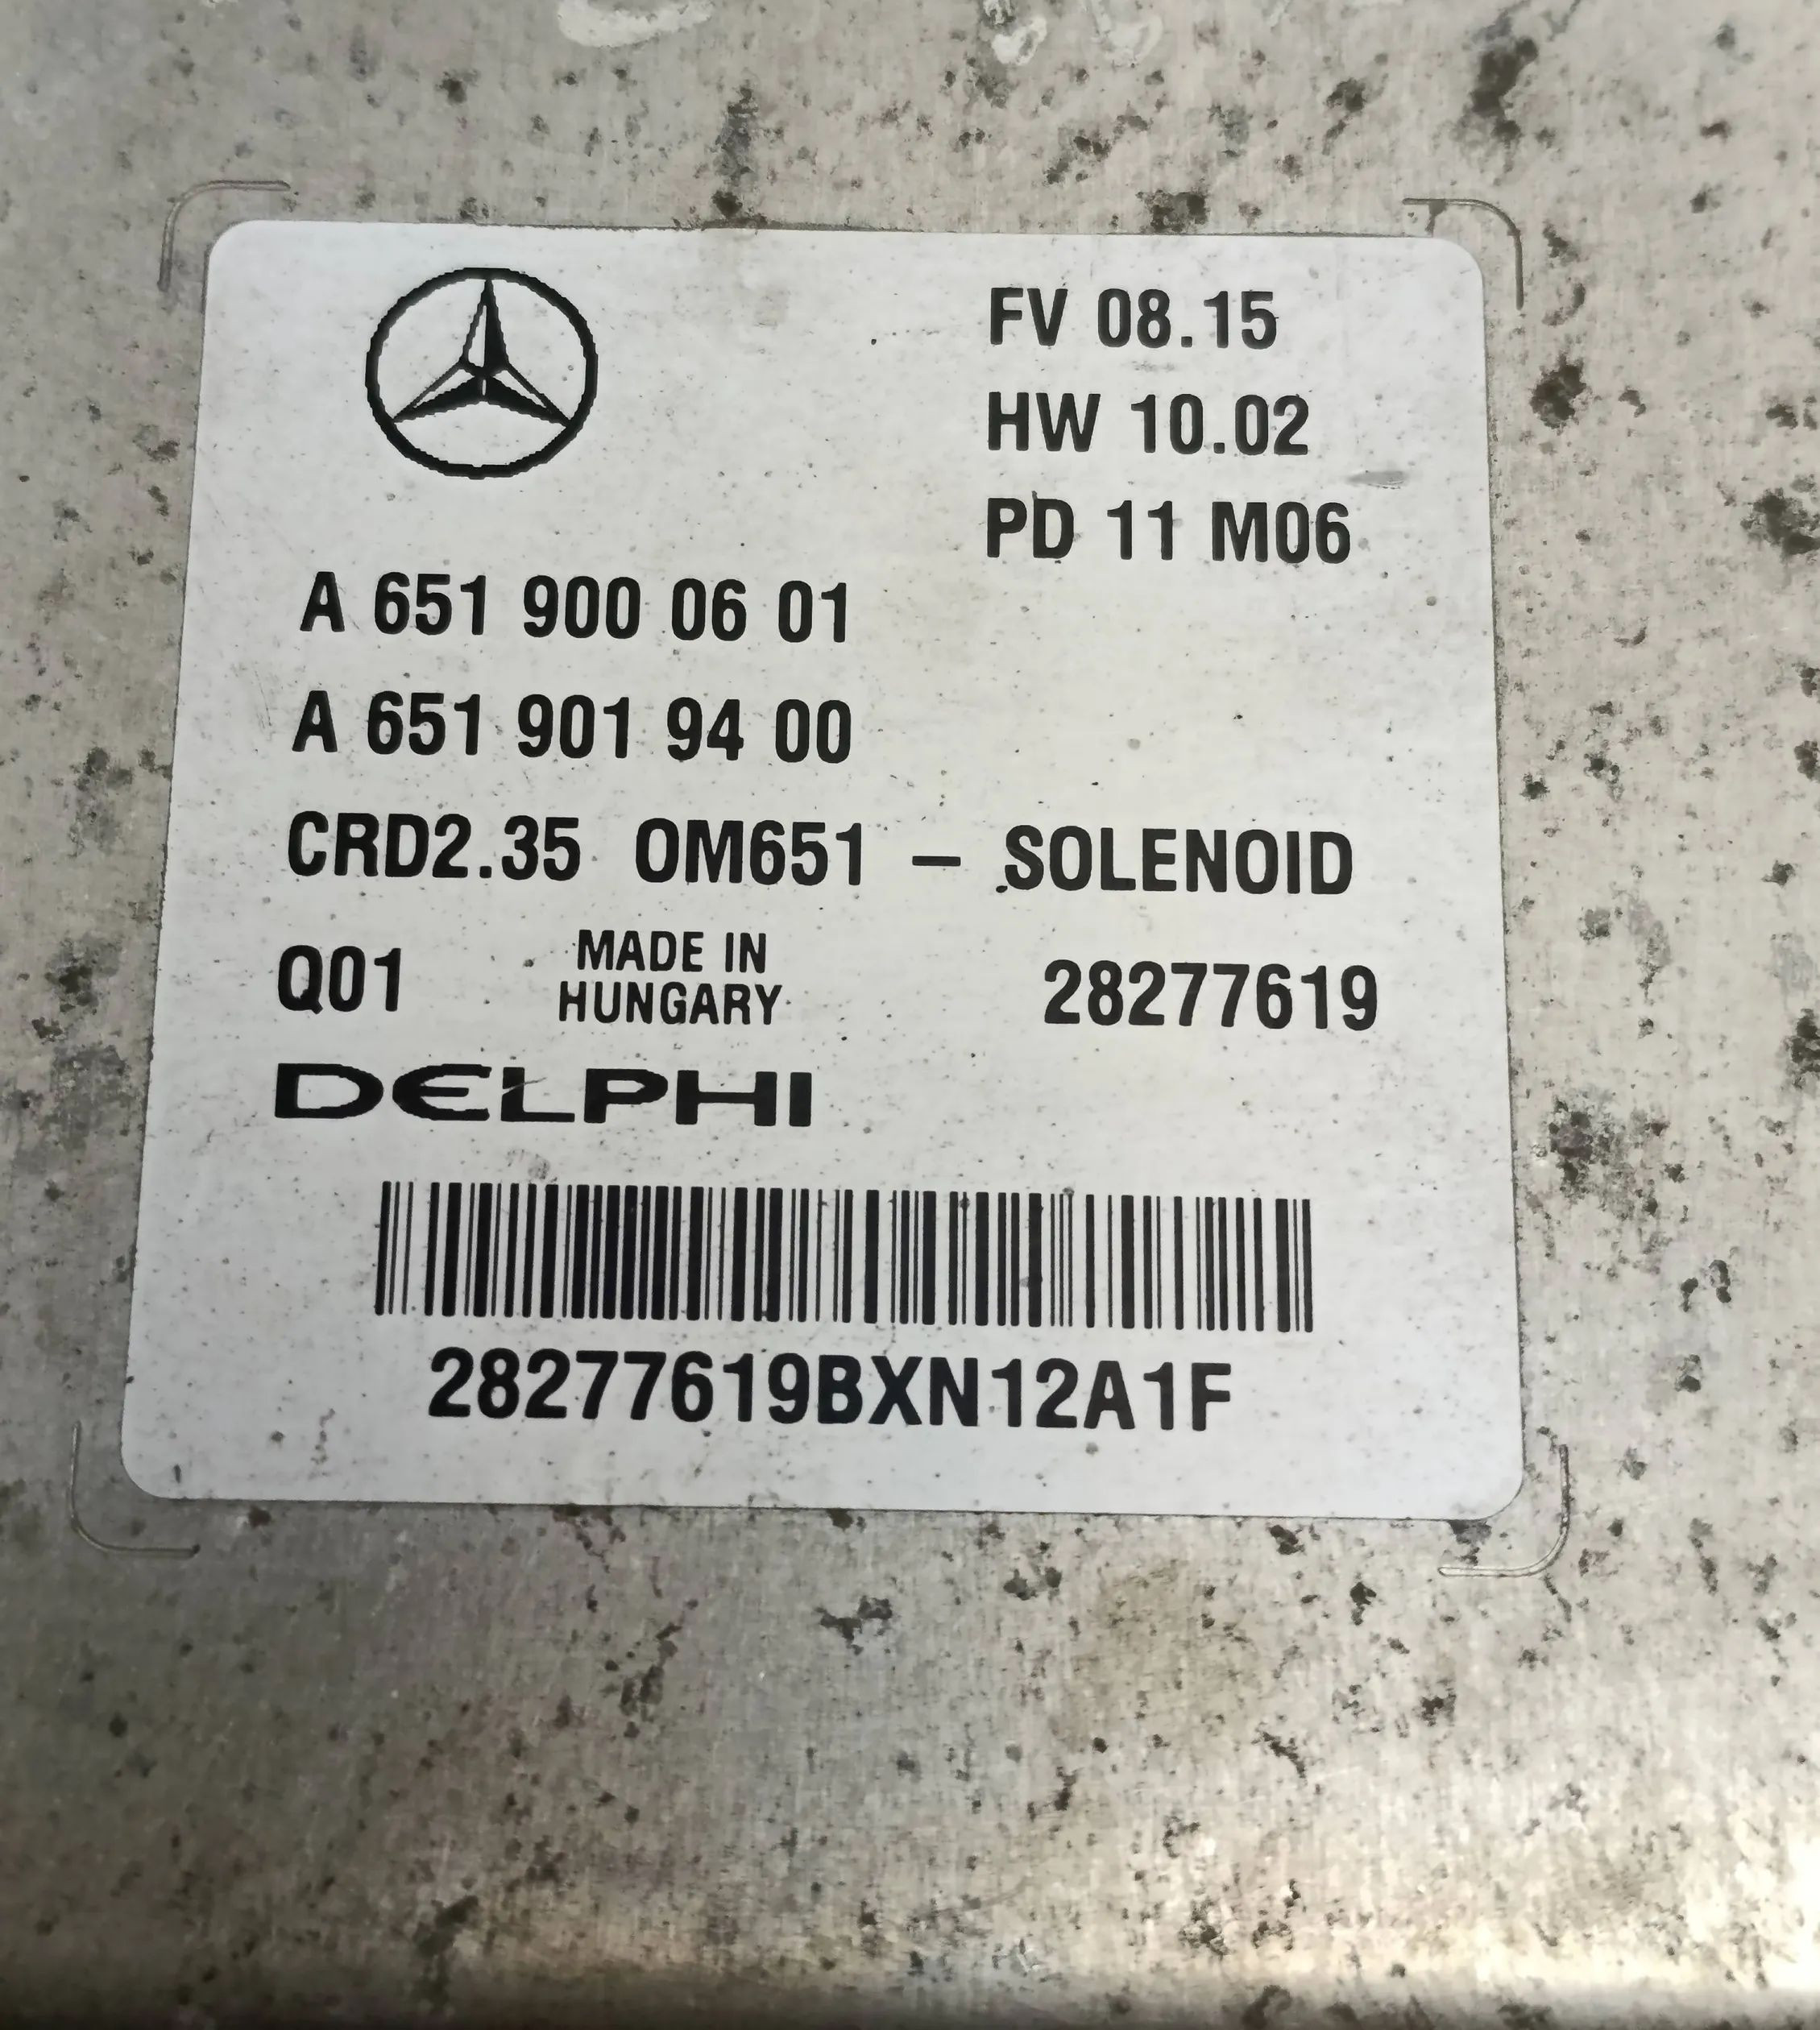 FV 08.15
HW 10.02
PD 11 M06
A 651 900 06 01
A 651 901 94 00
CRD2.35 OM651 – SOLENOID
Q01 MADE IN HUNGARY 28277619
DELPHI
28277619BXN12A1F